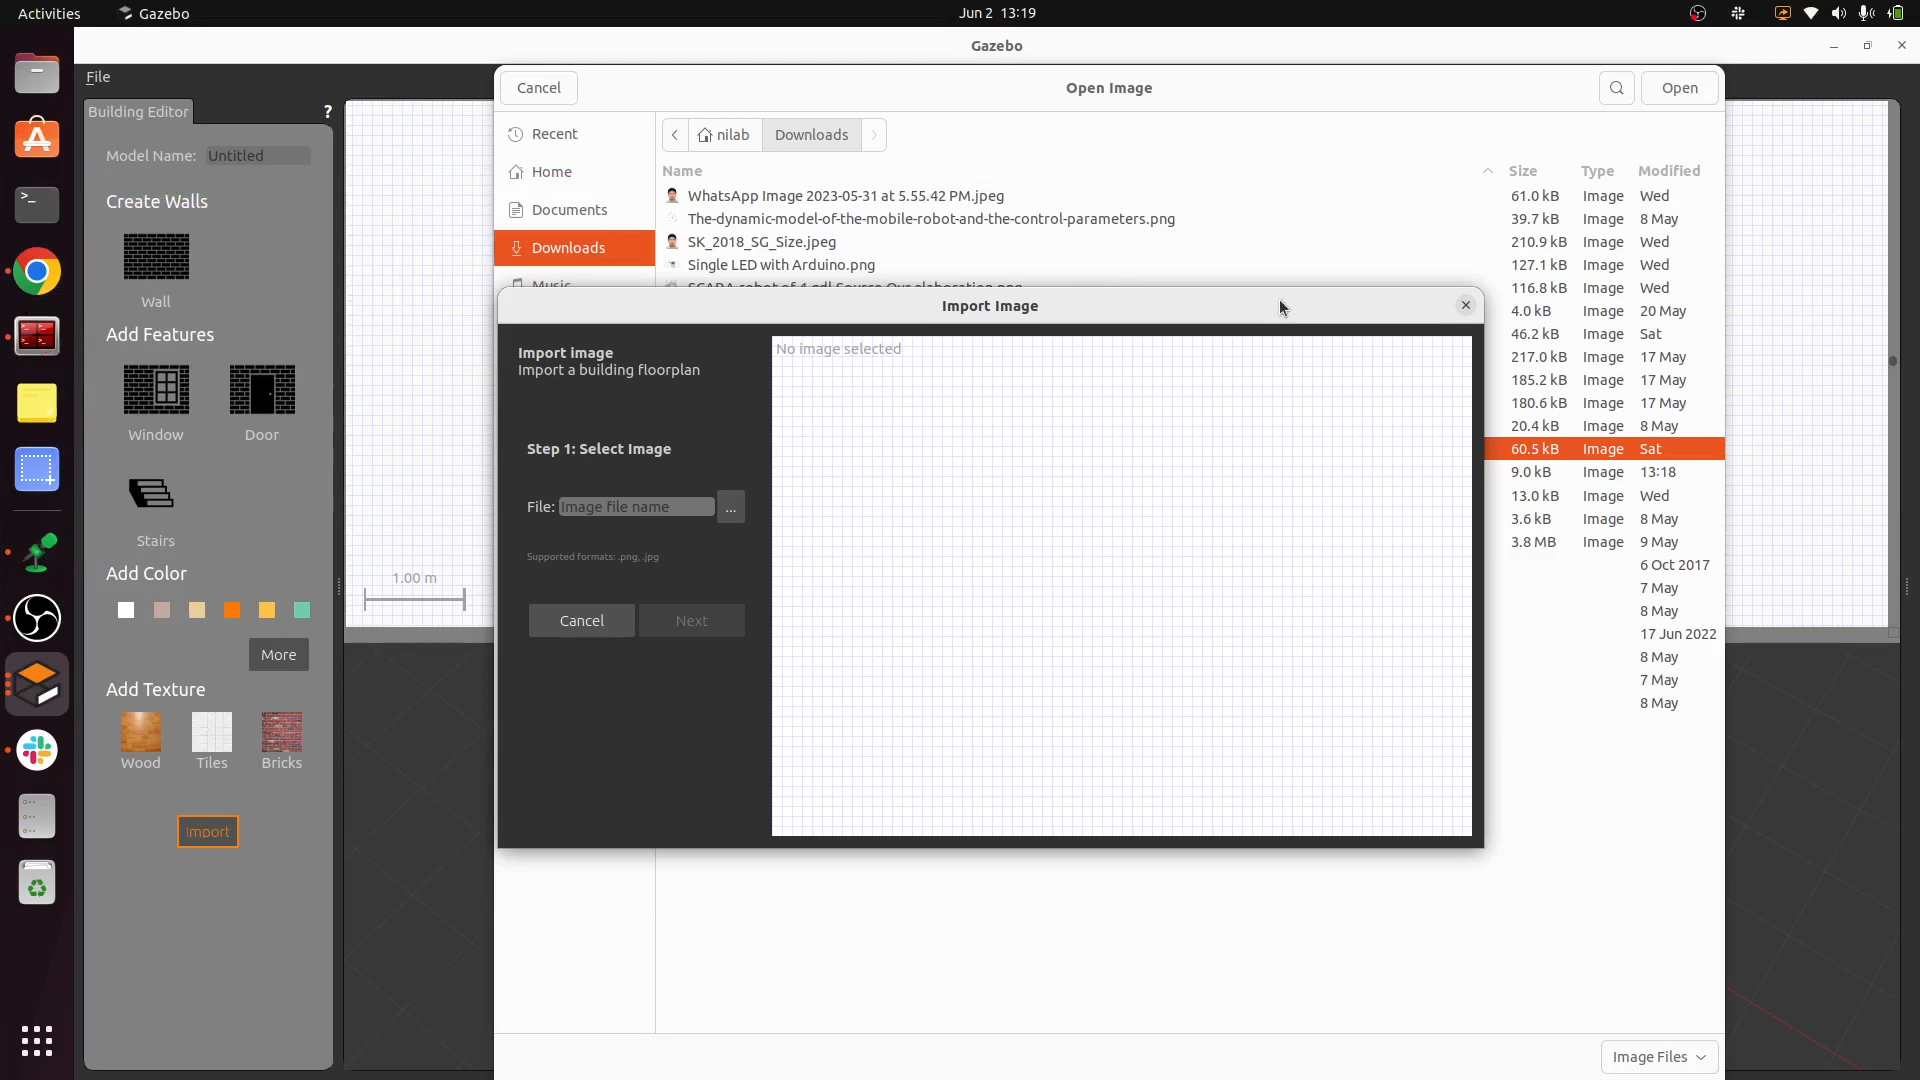 Activities
Gazebo
Jun 2 13:19
Gazebo
File
Building Editor
?
Model Name: Untitled
Create Walls
Wall
Add Features
Window
Door
Stairs
Add Color
More
Add Texture
Wood
Tiles
Bricks
Import
1.00 m
Cancel
Open Image
Open
Recent
Home
Documents
Downloads
nilab
Downloads
Name
Size
Type
Modified
WhatsApp Image 2023-05-31 at 5.55.42 PM.jpeg 61.0 kB Image Wed
The-dynamic-model-of-the-mobile-robot-and-the-control-parameters.png 39.7 kB Image 8 May
SK_2018_SG_Size.jpeg 210.9 kB Image Wed
Single LED with Arduino.png 127.1 kB Image Wed
116.8 kB Image Wed
4.0 kB Image 20 May
46.2 kB Image Sat
217.0 kB Image 17 May
185.2 kB Image 17 May
180.6 kB Image 17 May
20.4 kB Image 8 May
60.5 kB Image Sat
9.0 kB Image 13:18
13.0 kB Image Wed
3.6 kB Image 8 May
3.8 MB Image 9 May
6 Oct 2017
7 May
8 May
17 Jun 2022
8 May
7 May
8 May
Import Image
Import image
Import a building floorplan
Step 1: Select Image
File: Image file name ...
Supported formats: .png, .jpg
Cancel
Next
No image selected
Image Files